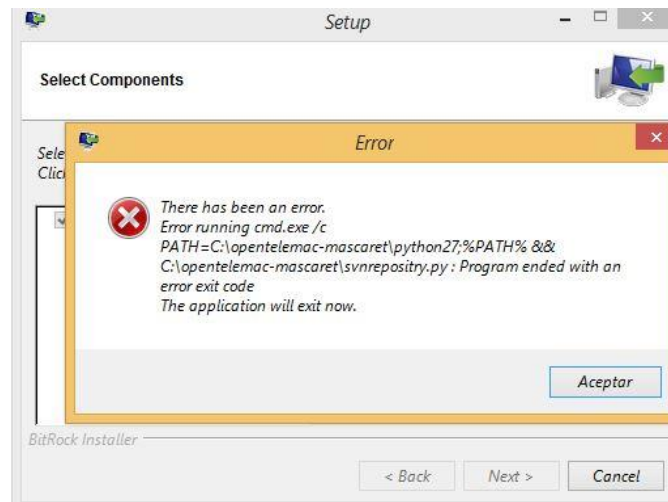 Setup
Select Components
Error
Sele
Clic
There has been an error.
Error running cmd.exe /c
PATH=C:\opentelemac-mascaret\python27;%PATH% &&
C:\opentelemac-mascaret\svnrepositry.py : Program ended with an
error exit code
The application will exit now.
Aceptar
BitRock Installer
< Back Next > Cancel